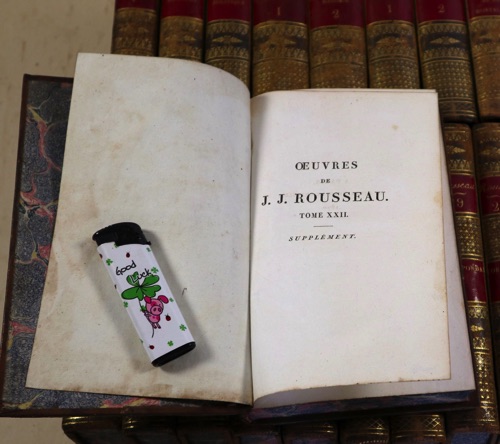 ŒUVRES
DE
J. J. ROUSSEAU.
TOME XXII.
SUPPLÉMENT.
Good
Luck